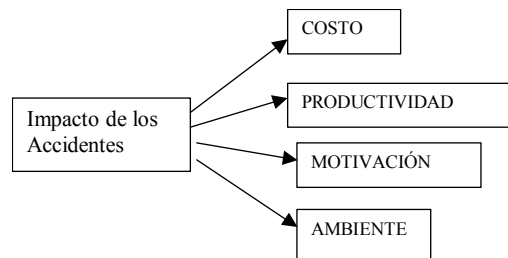 COSTO
PRODUCTIVIDAD
Impacto de los
Accidentes
MOTIVACIÓN
AMBIENTE